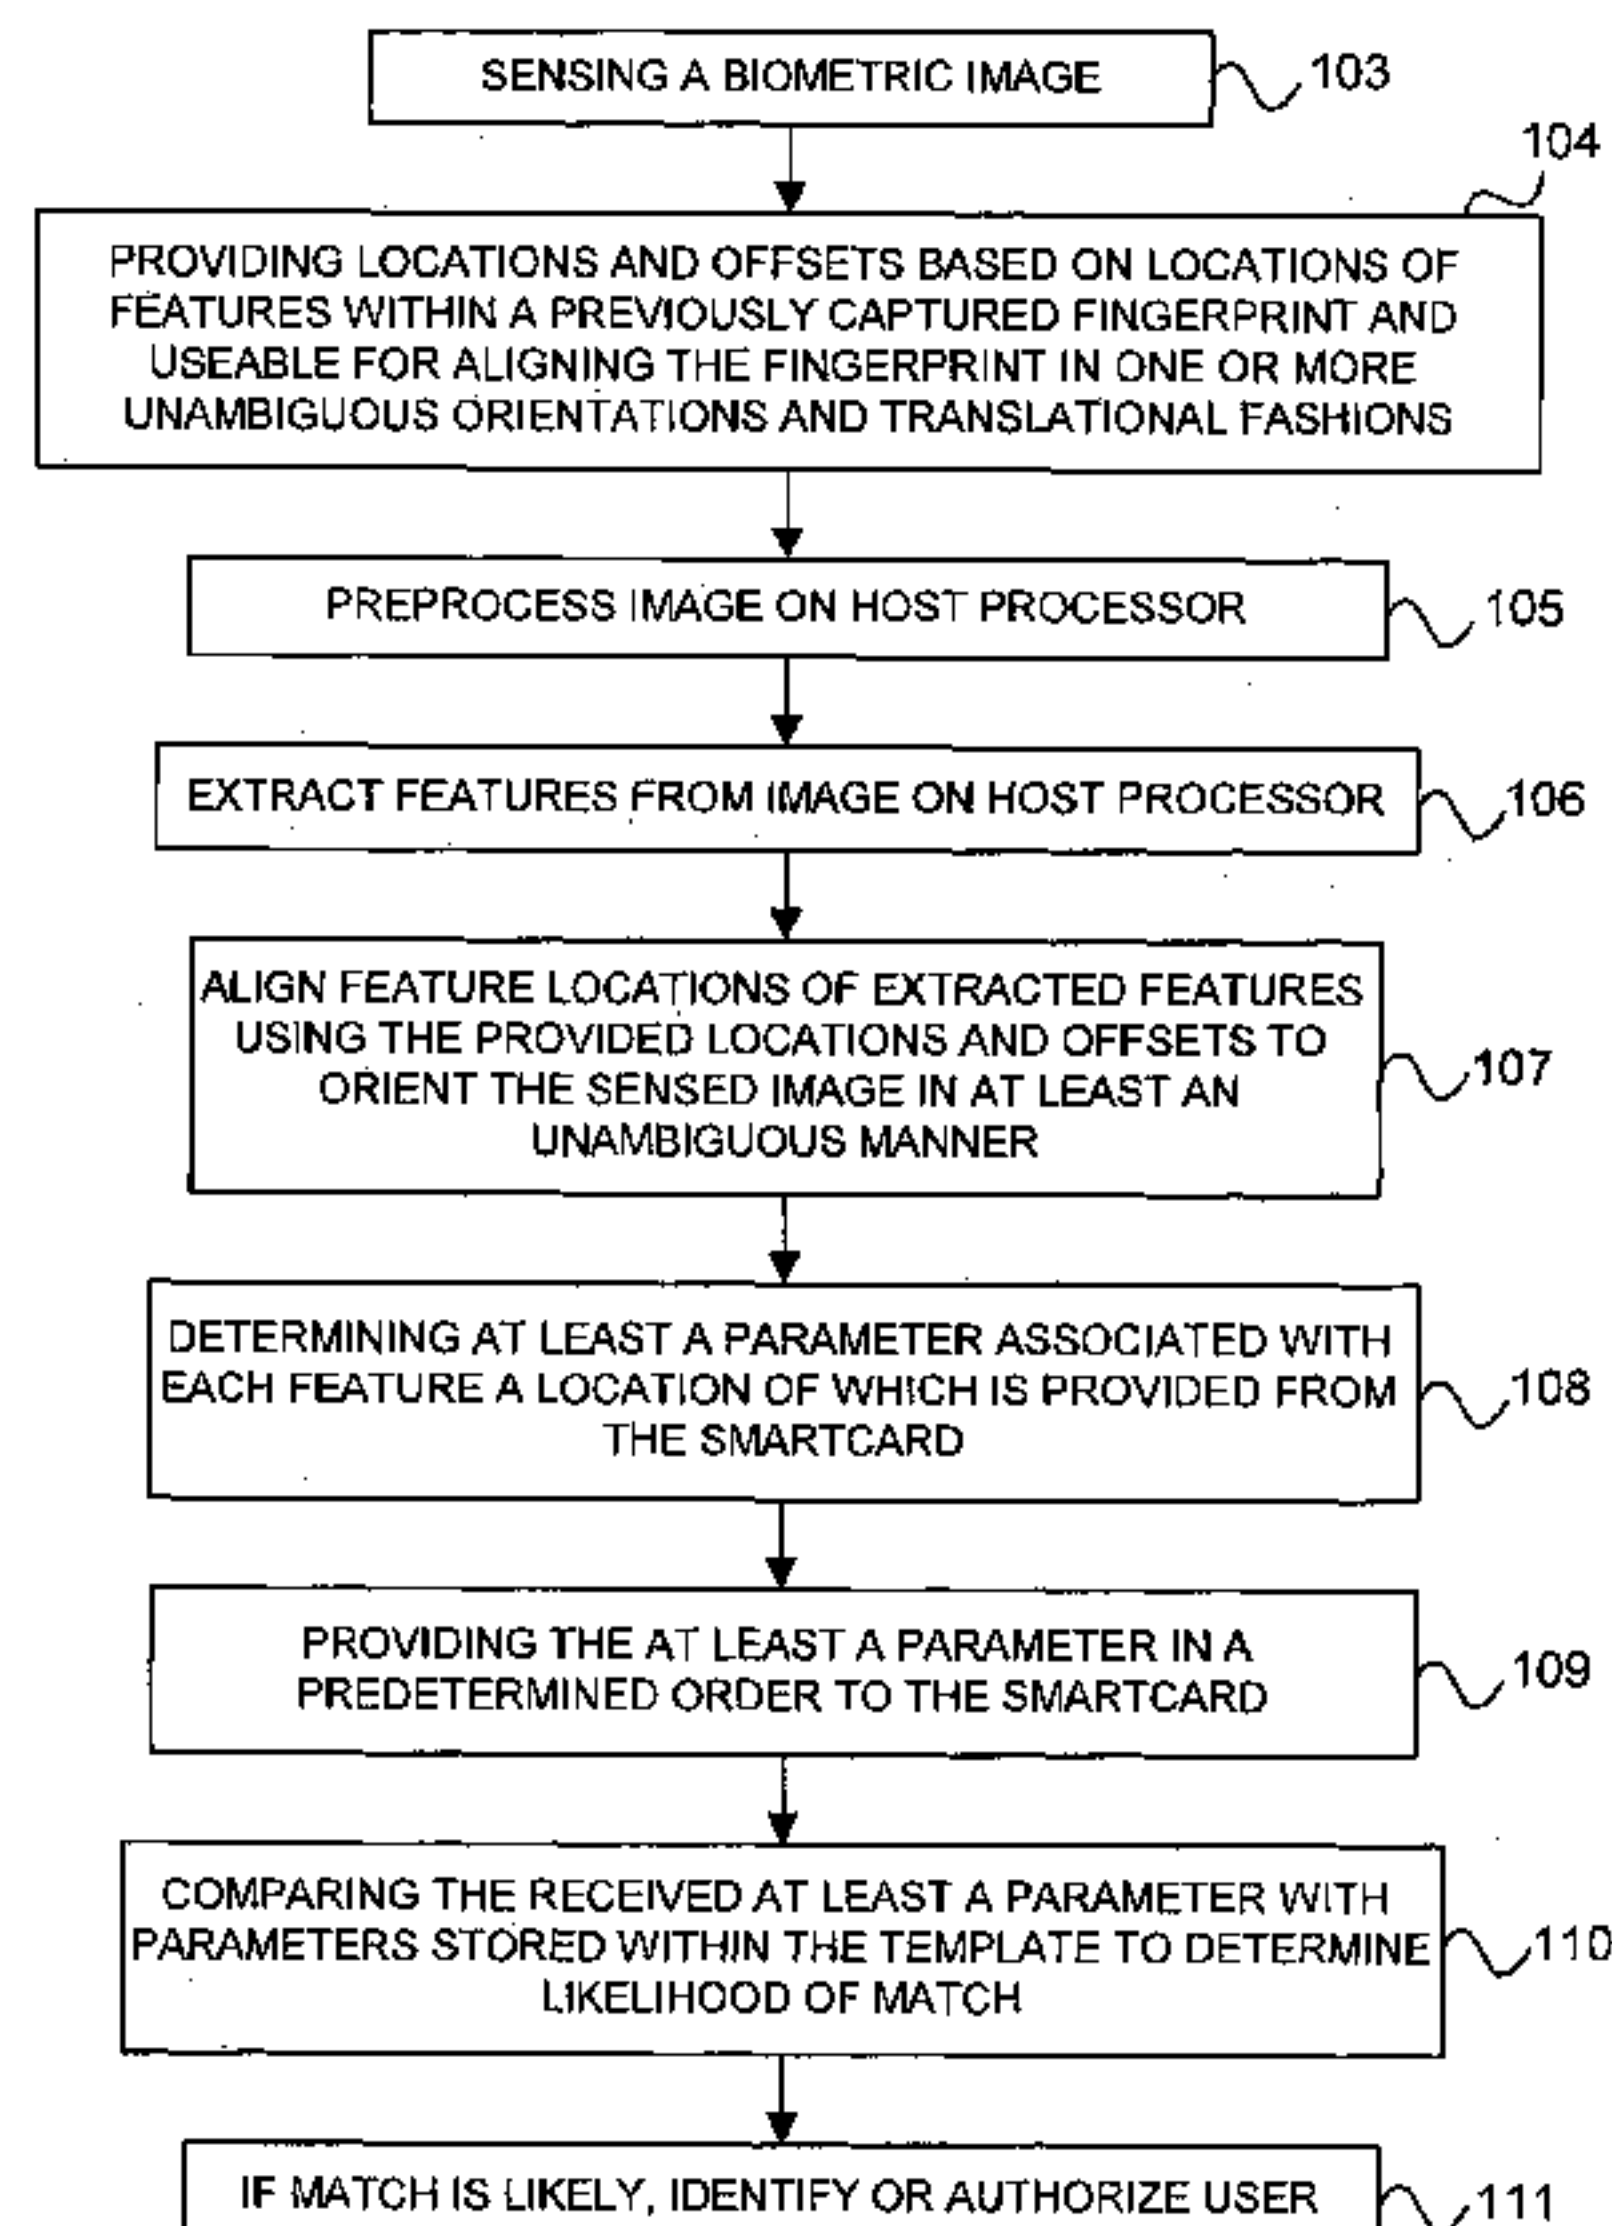 SENSING A BIOMETRIC IMAGE
103
104
PROVIDING LOCATIONS AND OFFSETS BASED ON LOCATIONS OF
FEATURES WITHIN A PREVIOUSLY CAPTURED FINGERPRINT AND
USEABLE FOR ALIGNING THE FINGERPRINT IN ONE OR MORE
UNAMBIGUOUS ORIENTATIONS AND TRANSLATIONAL FASHIONS
PREPROCESS IMAGE ON HOST PROCESSOR
105
EXTRACT FEATURES FROM IMAGE ON HOST PROCESSOR
106
ALIGN FEATURE LOCATIONS OF EXTRACTED FEATURES
USING THE PROVIDED LOCATIONS AND OFFSETS TO
ORIENT THE SENSED IMAGE IN AT LEAST AN
UNAMBIGUOUS MANNER
107
DETERMINING AT LEAST A PARAMETER ASSOCIATED WITH
EACH FEATURE A LOCATION OF WHICH IS PROVIDED FROM
THE SMARTCARD
108
PROVIDING THE AT LEAST A PARAMETER IN A
PREDETERMINED ORDER TO THE SMARTCARD
109
COMPARING THE RECEIVED AT LEAST A PARAMETER WITH
PARAMETERS STORED WITHIN THE TEMPLATE TO DETERMINE
LIKELIHOOD OF MATCH
110
IF MATCH IS LIKELY, IDENTIFY OR AUTHORIZE USER
111